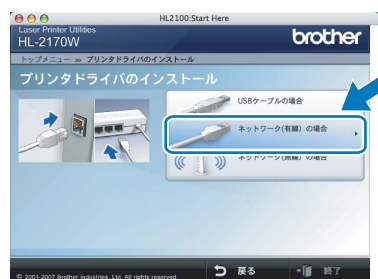 HL2100:Start Here
Laser Printer Utilities
HL-2170W
brother
トップメニュー >> プリンタドライバのインストール
プリンタドライバのインストール
USBケーブルの場合
ネットワーク(有線) の場合
ネットワーク(無線) の場合
© 2001-2007 Brother Industries, Ltd. All rights reserved.
戻る
終了